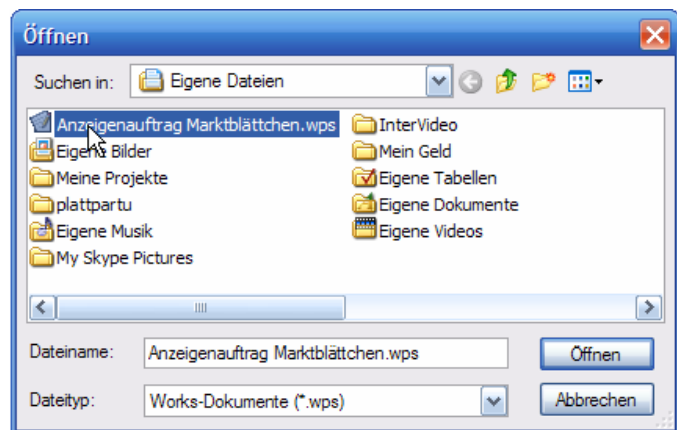 Öffnen
Suchen in: Eigene Dateien
Anzeigenauftrag Marktblättchen.wps
Eigene Bilder
Meine Projekte
plattpartu
Eigene Musik
My Skype Pictures
InterVideo
Mein Geld
Eigene Tabellen
Eigene Dokumente
Eigene Videos
Dateiname: Anzeigenauftrag Marktblättchen.wps Öffnen
Dateityp: Works-Dokumente (*.wps) Abbrechen